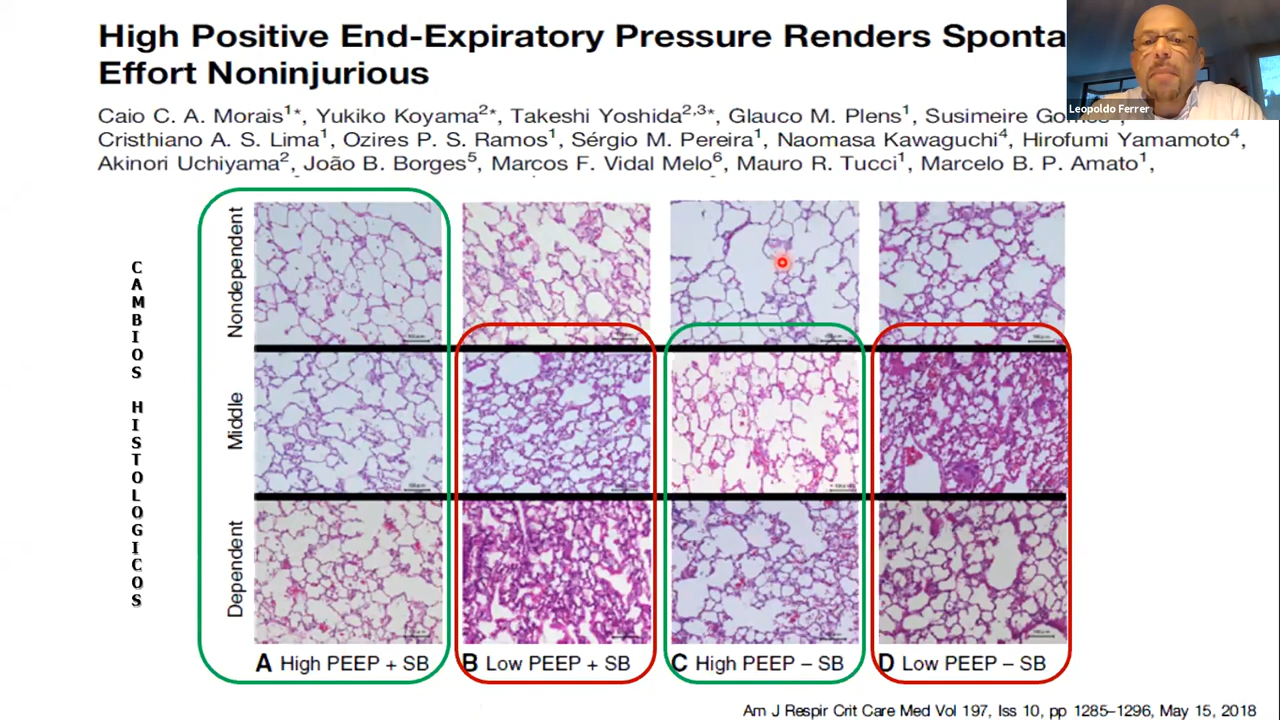 High Positive End-Expiratory Pressure Renders Sponta
Effort Noninjurious
Leopoldo Ferrer
Caio C. A. Morais1*, Yukiko Koyama2*, Takeshi Yoshida2,3*, Glauco M. Plens1, Susimeire
Cristhiano A. S. Lima1, Ozires P. S. Ramos1, Sérgio M. Pereira1, Naomasa Kawaguchi4, Hirofumi Yamamoto4,
Akinori Uchiyama2, João B. Borges5, Marcos F. Vidal Melo6, Mauro R. Tucci1, Marcelo B. P. Amato1,
CAMBIOS HISTOLOGICOS
Nondependent
Middle
Dependent
A High PEEP + SB
B Low PEEP + SB
C High PEEP – SB
D Low PEEP – SB
Am J Respir Crit Care Med Vol 197, Iss 10, pp 1285–1296, May 15, 2018